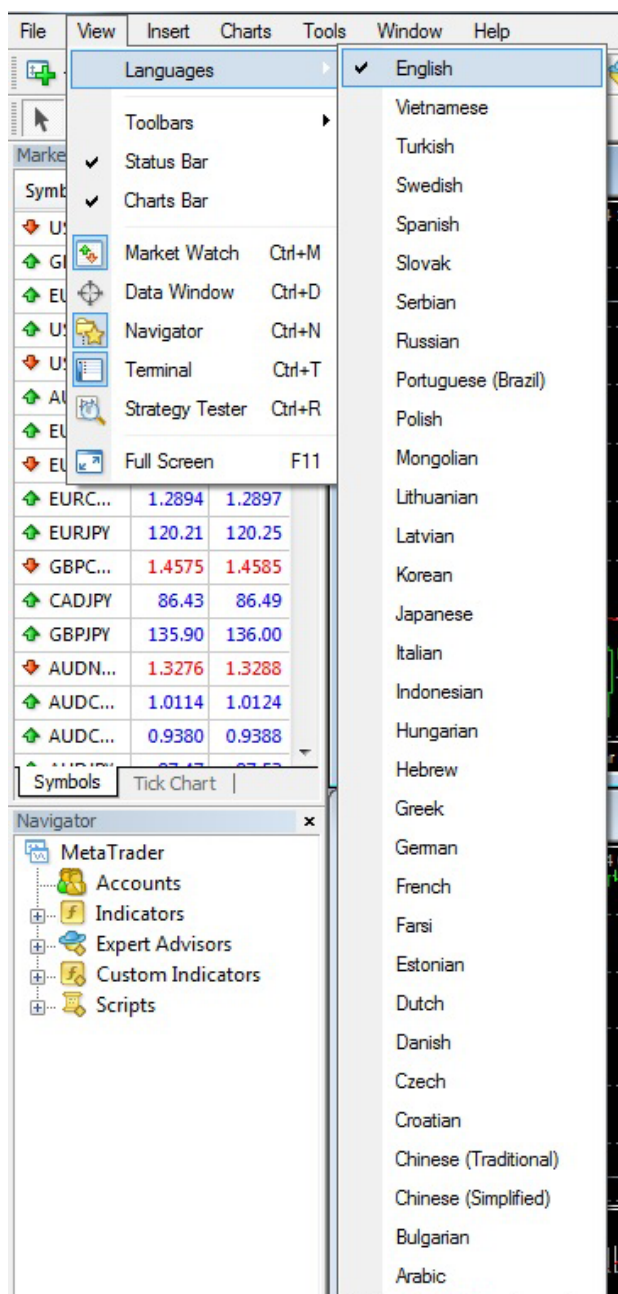 File View Insert Charts Tools Window Help
Languages
Toolbars
Status Bar
Charts Bar
Market Watch Ctrl+M
Data Window Ctrl+D
Navigator Ctrl+N
Terminal Ctrl+T
Strategy Tester Ctrl+R
Full Screen F11
English
Vietnamese
Turkish
Swedish
Spanish
Slovak
Serbian
Russian
Portuguese (Brazil)
Polish
Mongolian
Lithuanian
Latvian
Korean
Japanese
Italian
Indonesian
Hungarian
Hebrew
Greek
German
French
Farsi
Estonian
Dutch
Danish
Czech
Croatian
Chinese (Traditional)
Chinese (Simplified)
Bulgarian
Arabic
EURC... 1.2894 1.2897
EURJPY 120.21 120.25
GBPC... 1.4575 1.4585
CADJPY 86.43 86.49
GBPJPY 135.90 136.00
AUDN... 1.3276 1.3288
AUDC... 1.0114 1.0124
AUDC... 0.9380 0.9388
Symbols Tick Chart
Navigator
MetaTrader
Accounts
Indicators
Expert Advisors
Custom Indicators
Scripts